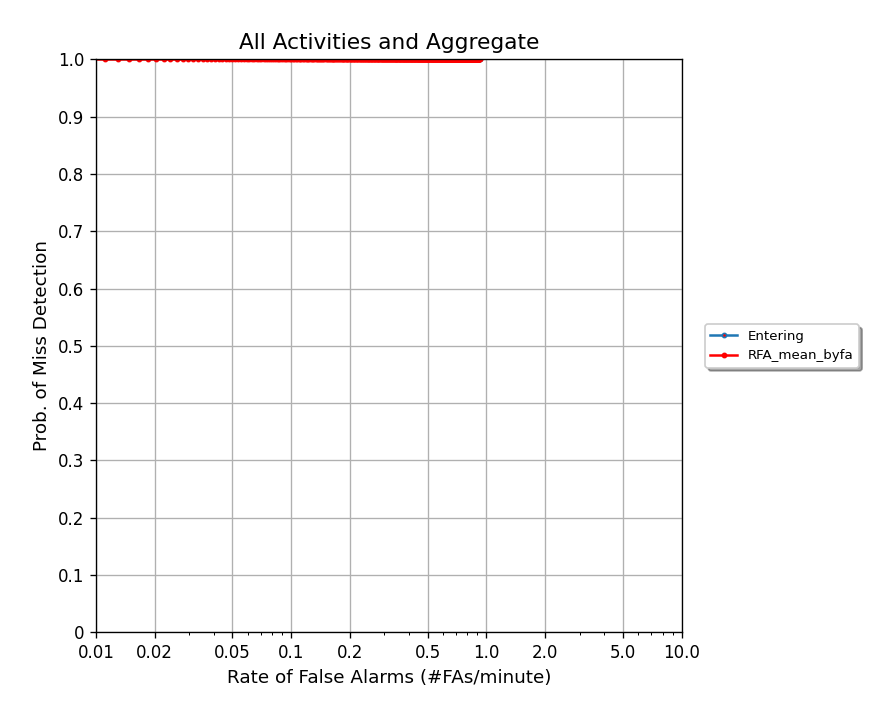 All Activities and Aggregate
1.0
0.9
0.8
0.7
0.6
0.5
0.4
0.3
0.2
0.1
0
Prob. of Miss Detection
0.01 0.02 0.05 0.1 0.2 0.5 1.0 2.0 5.0 10.0
Rate of False Alarms (#FAs/minute)
Entering
RFA_mean_byfa